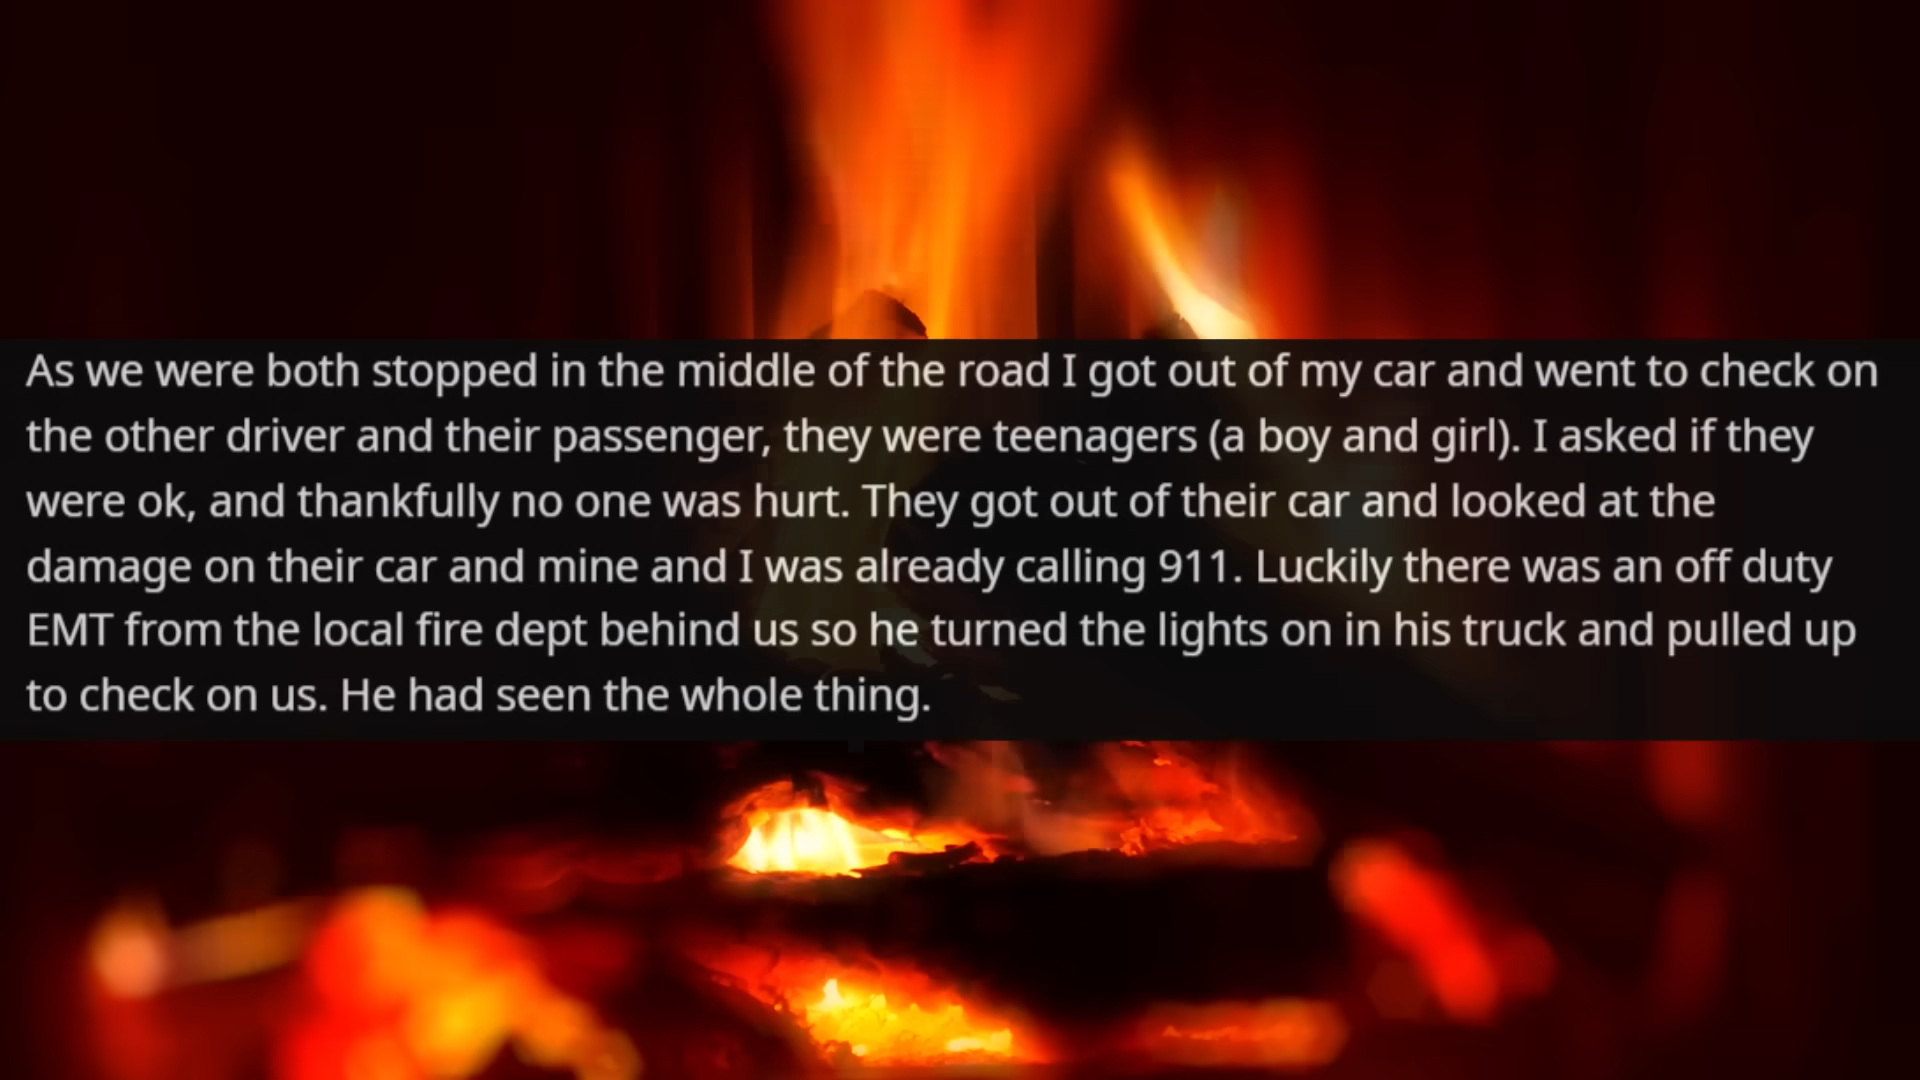 As we were both stopped in the middle of the road I got out of my car and went to check on
the other driver and their passenger, they were teenagers (a boy and girl). I asked if they
were ok, and thankfully no one was hurt. They got out of their car and looked at the
damage on their car and mine and I was already calling 911. Luckily there was an off duty
EMT from the local fire dept behind us so he turned the lights on in his truck and pulled up
to check on us. He had seen the whole thing.